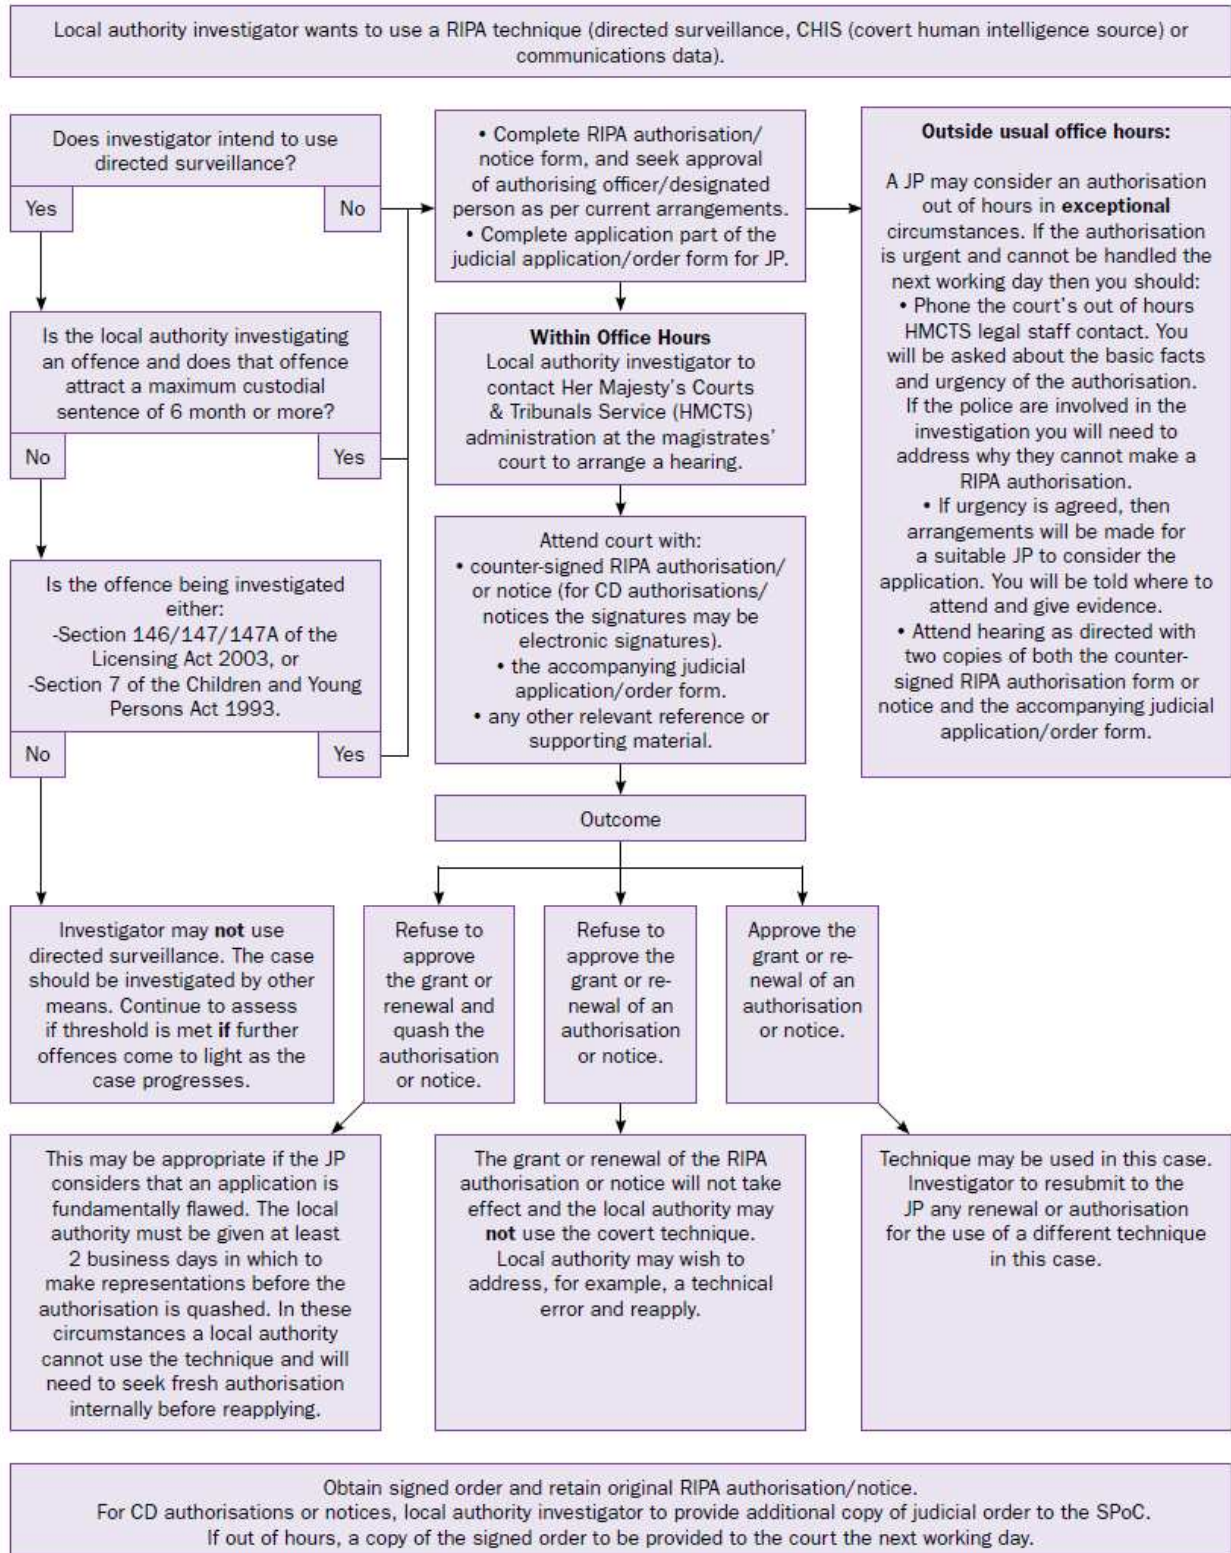 Local authority investigator wants to use a RIPA technique (directed surveillance, CHIS (covert human intelligence source) or
communications data).
Does investigator intend to use
directed surveillance?
Yes
No
Is the local authority investigating
an offence and does that offence
attract a maximum custodial
sentence of 6 month or more?
No
Yes
Is the offence being investigated
either:
-Section 146/147/147A of the
Licensing Act 2003, or
-Section 7 of the Children and Young
Persons Act 1993.
No
Yes
• Complete RIPA authorisation/
notice form, and seek approval
of authorising officer/designated
person as per current arrangements.
• Complete application part of the
judicial application/order form for JP.
Within Office Hours
Local authority investigator to
contact Her Majesty's Courts
& Tribunals Service (HMCTS)
administration at the magistrates'
court to arrange a hearing.
Attend court with:
• counter-signed RIPA authorisation/
or notice (for CD authorisations/
notices the signatures may be
electronic signatures).
• the accompanying judicial
application/order form.
• any other relevant reference or
supporting material.
Outside usual office hours:
A JP may consider an authorisation
out of hours in exceptional
circumstances. If the authorisation
is urgent and cannot be handled the
next working day then you should:
• Phone the court's out of hours
HMCTS legal staff contact. You
will be asked about the basic facts
and urgency of the authorisation.
If the police are involved in the
investigation you will need to
address why they cannot make a
RIPA authorisation.
• If urgency is agreed, then
arrangements will be made for
a suitable JP to consider the
application. You will be told where to
attend and give evidence.
• Attend hearing as directed with
two copies of both the counter-
signed RIPA authorisation form or
notice and the accompanying judicial
application/order form.
Outcome
Investigator may not use
directed surveillance. The case
should be investigated by other
means. Continue to assess
if threshold is met if further
offences come to light as the
case progresses.
Refuse to
approve
the grant or
renewal and
quash the
authorisation
or notice.
Refuse to
approve the
grant or re-
newal of an
authorisation
or notice.
Approve the
grant or re-
newal of an
authorisation
or notice.
This may be appropriate if the JP
considers that an application is
fundamentally flawed. The local
authority must be given at least
2 business days in which to
make representations before the
authorisation is quashed. In these
circumstances a local authority
cannot use the technique and will
need to seek fresh authorisation
internally before reapplying.
The grant or renewal of the RIPA
authorisation or notice will not take
effect and the local authority may
not use the covert technique.
Local authority may wish to
address, for example, a technical
error and reapply.
Technique may be used in this case.
Investigator to resubmit to the
JP any renewal or authorisation
for the use of a different technique
in this case.
Obtain signed order and retain original RIPA authorisation/notice.
For CD authorisations or notices, local authority investigator to provide additional copy of judicial order to the SPoC.
If out of hours, a copy of the signed order to be provided to the court the next working day.